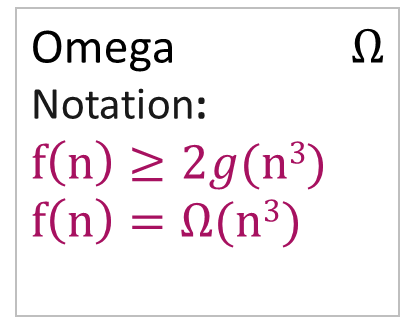 Omega Ω
Notation:
f(n) ≥ 2g(n³)
f(n) = Ω(n³)